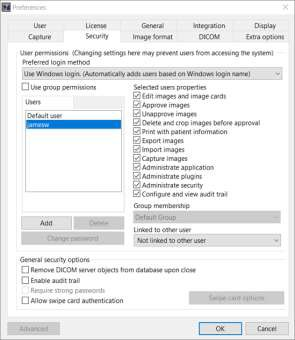 Preferences
User
License
General
Integration
Display
Capture
Security
Image format
DICOM
Extra options
User permissions (Changing settings here may prevent users from accessing the system)
Preferred login method
Use Windows login. (Automatically adds users based on Windows login name)
Use group permissions
Users
Default user
jamesw
Add
Delete
Change password
Selected users properties
Edit images and image cards
Approve images
Unapprove images
Delete and crop images before approval
Print with patient information
Export images
Import images
Capture images
Administrate application
Administrate plugins
Administrate security
Configure and view audit trail
Group membership
Default Group
Linked to other user
Not linked to other user
General security options
Remove DICOM server objects from database upon close
Enable audit trail
Require strong passwords
Allow swipe card authentication
Swipe card options
Advanced
OK
Cancel